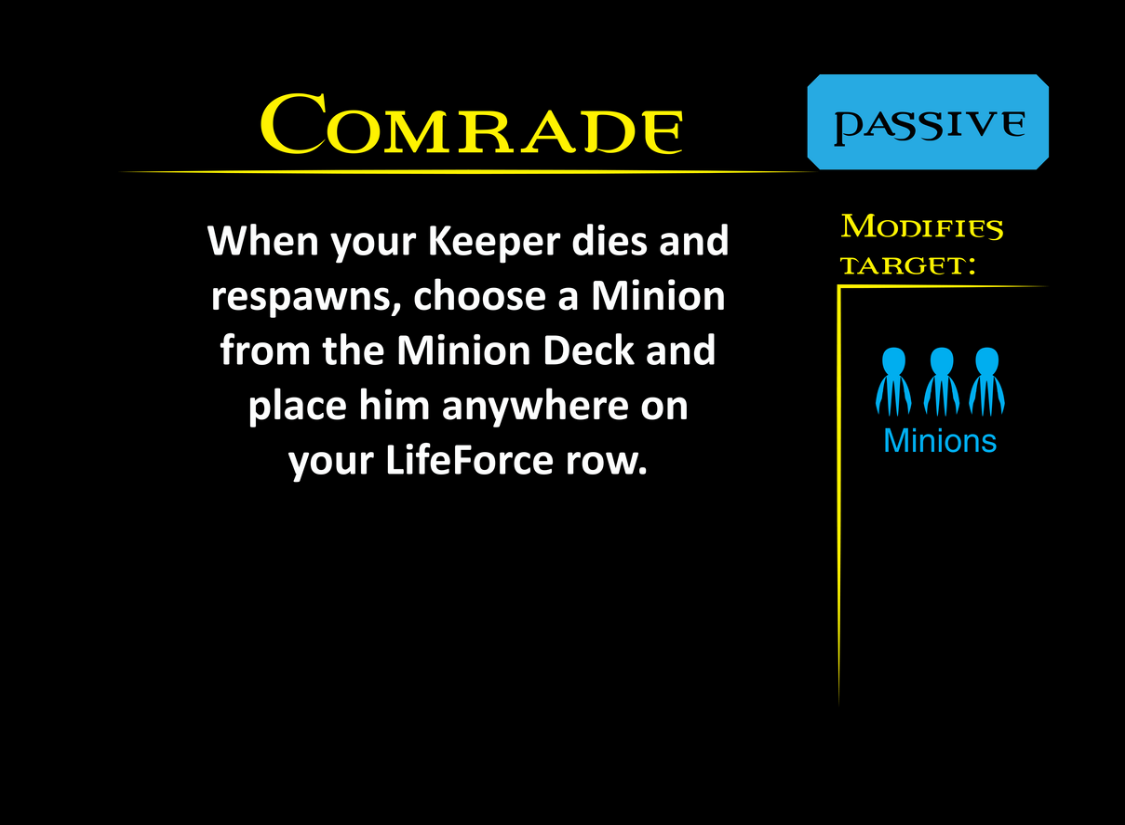 Comrade
passive
When your Keeper dies and
respawns, choose a Minion
from the Minion Deck and
place him anywhere on
your LifeForce row.
Modifies
target:
Minions